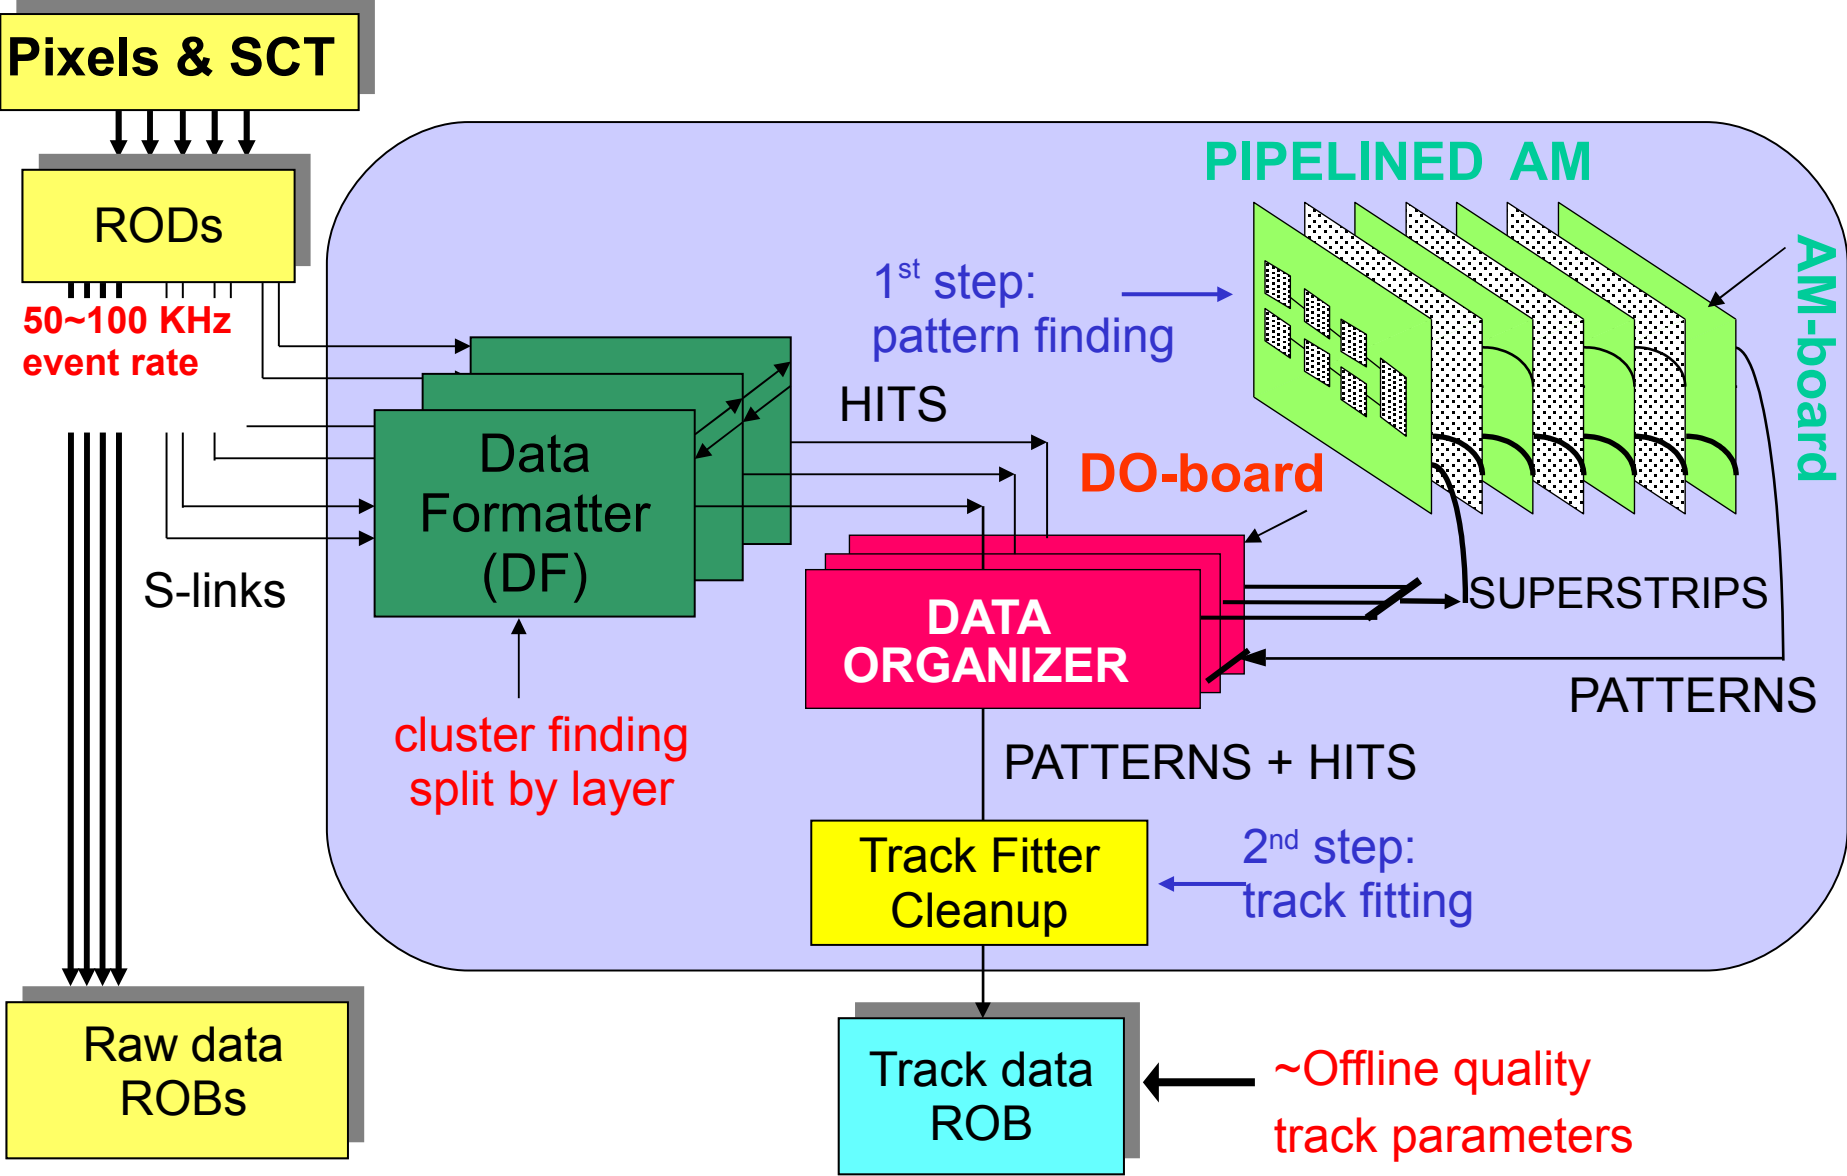 Pixels & SCT
RODs
50~100 KHz
event rate
S-links
Data
Formatter
(DF)
cluster finding
split by layer
HITS
1st step:
pattern finding
PIPELINED AM
AM-board
DO-board
DATA
ORGANIZER
SUPERSTRIPS
PATTERNS
PATTERNS + HITS
Track Fitter
Cleanup
2nd step:
track fitting
Raw data
ROBs
Track data
ROB
~Offline quality
track parameters